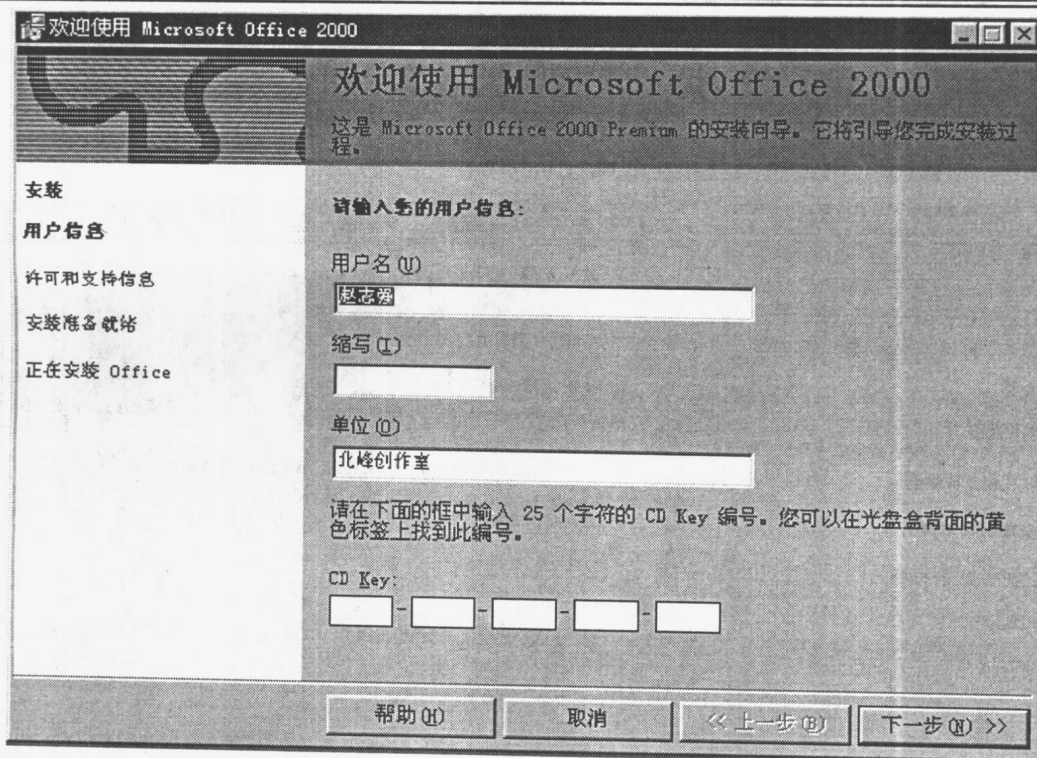 欢迎使用 Microsoft Office 2000
欢迎使用 Microsoft Office 2000
这是 Microsoft Office 2000 Premium 的安装向导。它将引导您完成安装过
程。
安装
用户信息
许可和支持信息
安装准备就绪
正在安装 Office
请输入您的用户信息:
用户名(U)
赵志强
缩写(I)
单位(O)
北峰创作室
请在下面的框中输入 25 个字符的 CD Key 编号。您可以在光盘盒背面的黄
色标签上找到此编号。
CD Key:
- - - -
帮助(H)
取消
<< 上一步(B)
下一步(N) >>